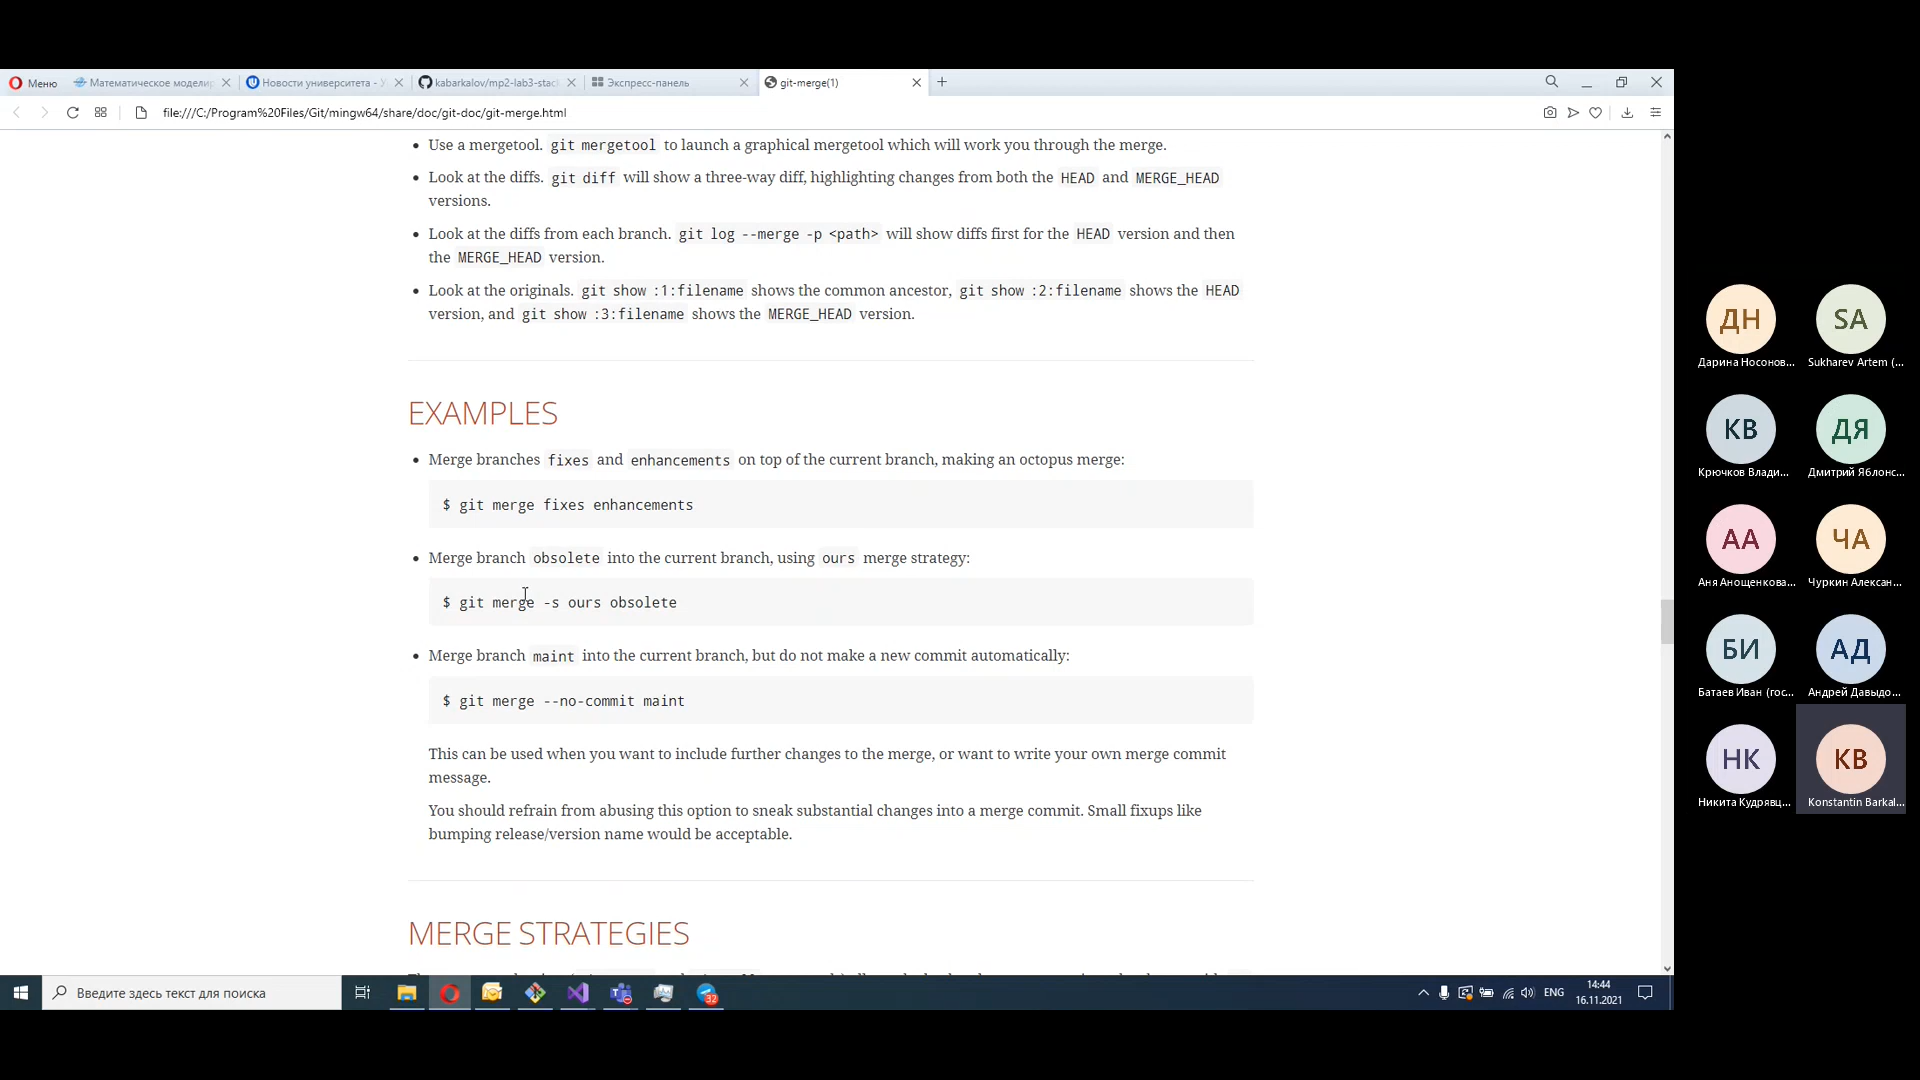 Меню
Математическое моделир
Новости университета - У
kabarkalov/mp2-lab3-stac
Экспресс-панель
git-merge(1)
file:///C:/Program%20Files/Git/mingw64/share/doc/git-doc/git-merge.html
Use a mergetool. git mergetool to launch a graphical mergetool which will work you through the merge.
Look at the diffs. git diff will show a three-way diff, highlighting changes from both the HEAD and MERGE_HEAD
versions.
Look at the diffs from each branch. git log --merge -p <path> will show diffs first for the HEAD version and then
the MERGE_HEAD version.
Look at the originals. git show :1:filename shows the common ancestor, git show :2:filename shows the HEAD
version, and git show :3:filename shows the MERGE_HEAD version.
EXAMPLES
Merge branches fixes and enhancements on top of the current branch, making an octopus merge:
$ git merge fixes enhancements
Merge branch obsolete into the current branch, using ours merge strategy:
$ git merge -s ours obsolete
Merge branch maint into the current branch, but do not make a new commit automatically:
$ git merge --no-commit maint
This can be used when you want to include further changes to the merge, or want to write your own merge commit
message.
You should refrain from abusing this option to sneak substantial changes into a merge commit. Small fixups like
bumping release/version name would be acceptable.
MERGE STRATEGIES
Введите здесь текст для поиска
32
ENG
14:44
16.11.2021
ДН
SA
Дарина Носонов...
Sukharev Artem (...
КВ
ДЯ
Крючков Влади...
Дмитрий Яблонс...
АА
ЧА
Аня Анощенкова...
Чуркин Алексан...
БИ
АД
Батаев Иван (гос...
Андрей Давыдо...
НК
KB
Никита Кудрявц...
Konstantin Barkal...